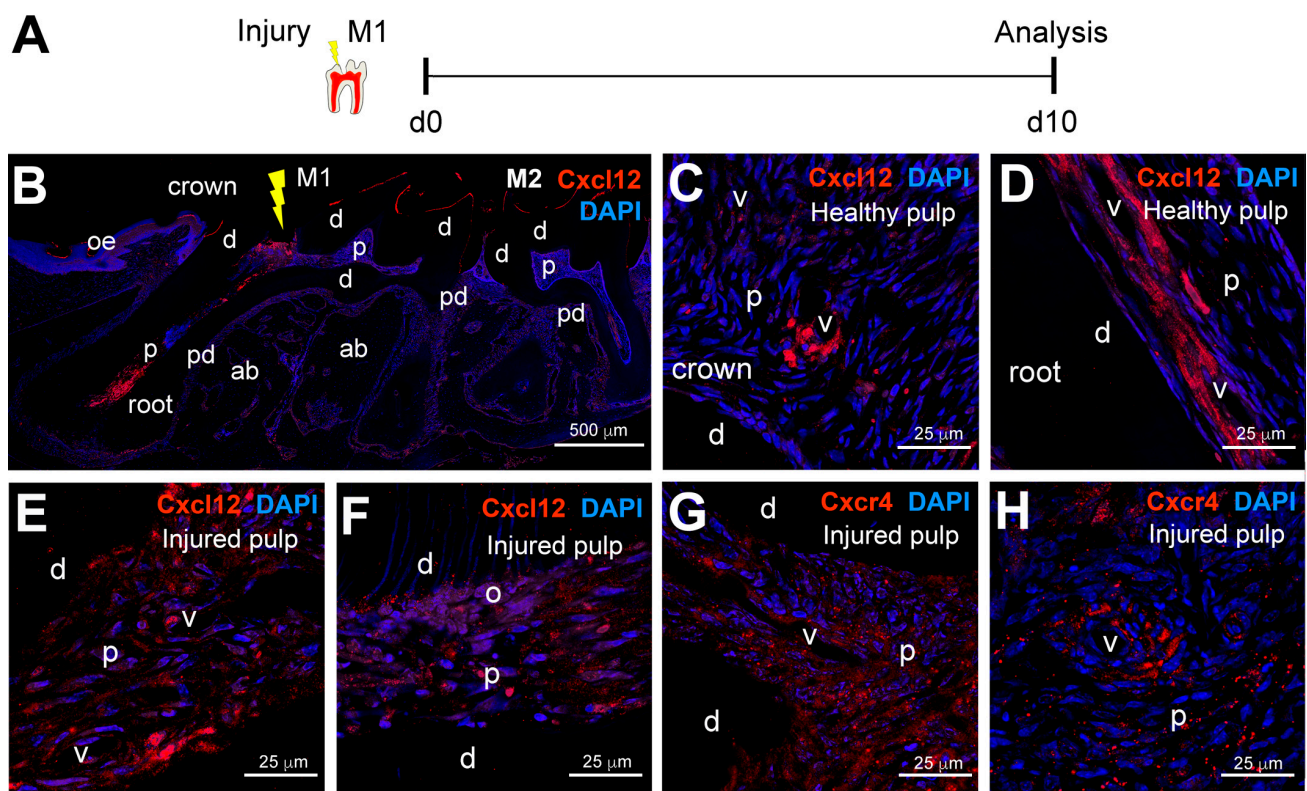 A
Injury M1
Analysis
d0
d10
B
crown
M1
M2 Cxcl12
DAPI
oe
d
d
d
d
p
p
d
pd
pd
p
pd
ab
ab
root
500 μm
C
Cxcl12 DAPI
Healthy pulp
v
p
v
crown
d
25 μm
D
Cxcl12 DAPI
Healthy pulp
v
p
d
root
v
25 μm
E
Cxcl12 DAPI
Injured pulp
d
v
p
v
25 μm
F
Cxcl12 DAPI
Injured pulp
d
o
p
d
25 μm
G
Cxcr4 DAPI
Injured pulp
d
v
p
d
25 μm
H
Cxcr4 DAPI
Injured pulp
v
p
25 μm